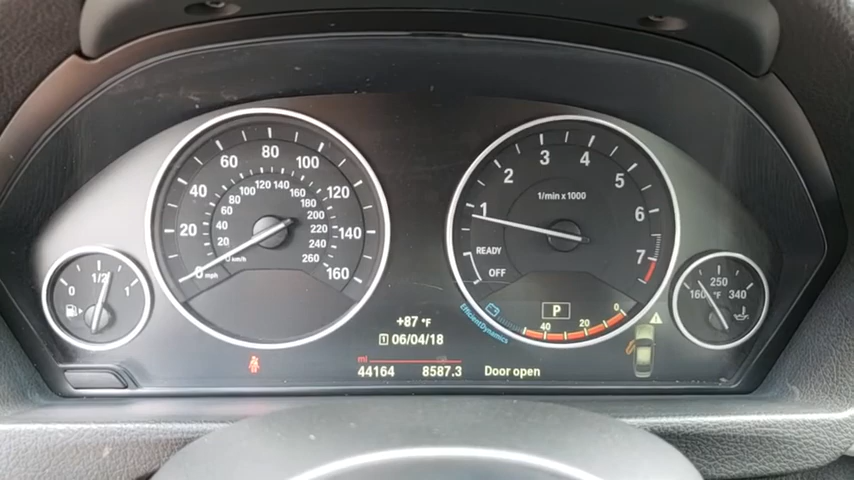 0 1/2 1
0 20 40 60 80 100 120 140 160
mph
0 20 40 60 80 100 120 140 160 180 200 220 240 260
km/h
1 2 3 4 5 6 7
1/min x 1000
READY
OFF
P
40 20 0
EfficientDynamics
160°F 250 340
+87 °F
1 06/04/18
mi
44164 8587.3 Door open